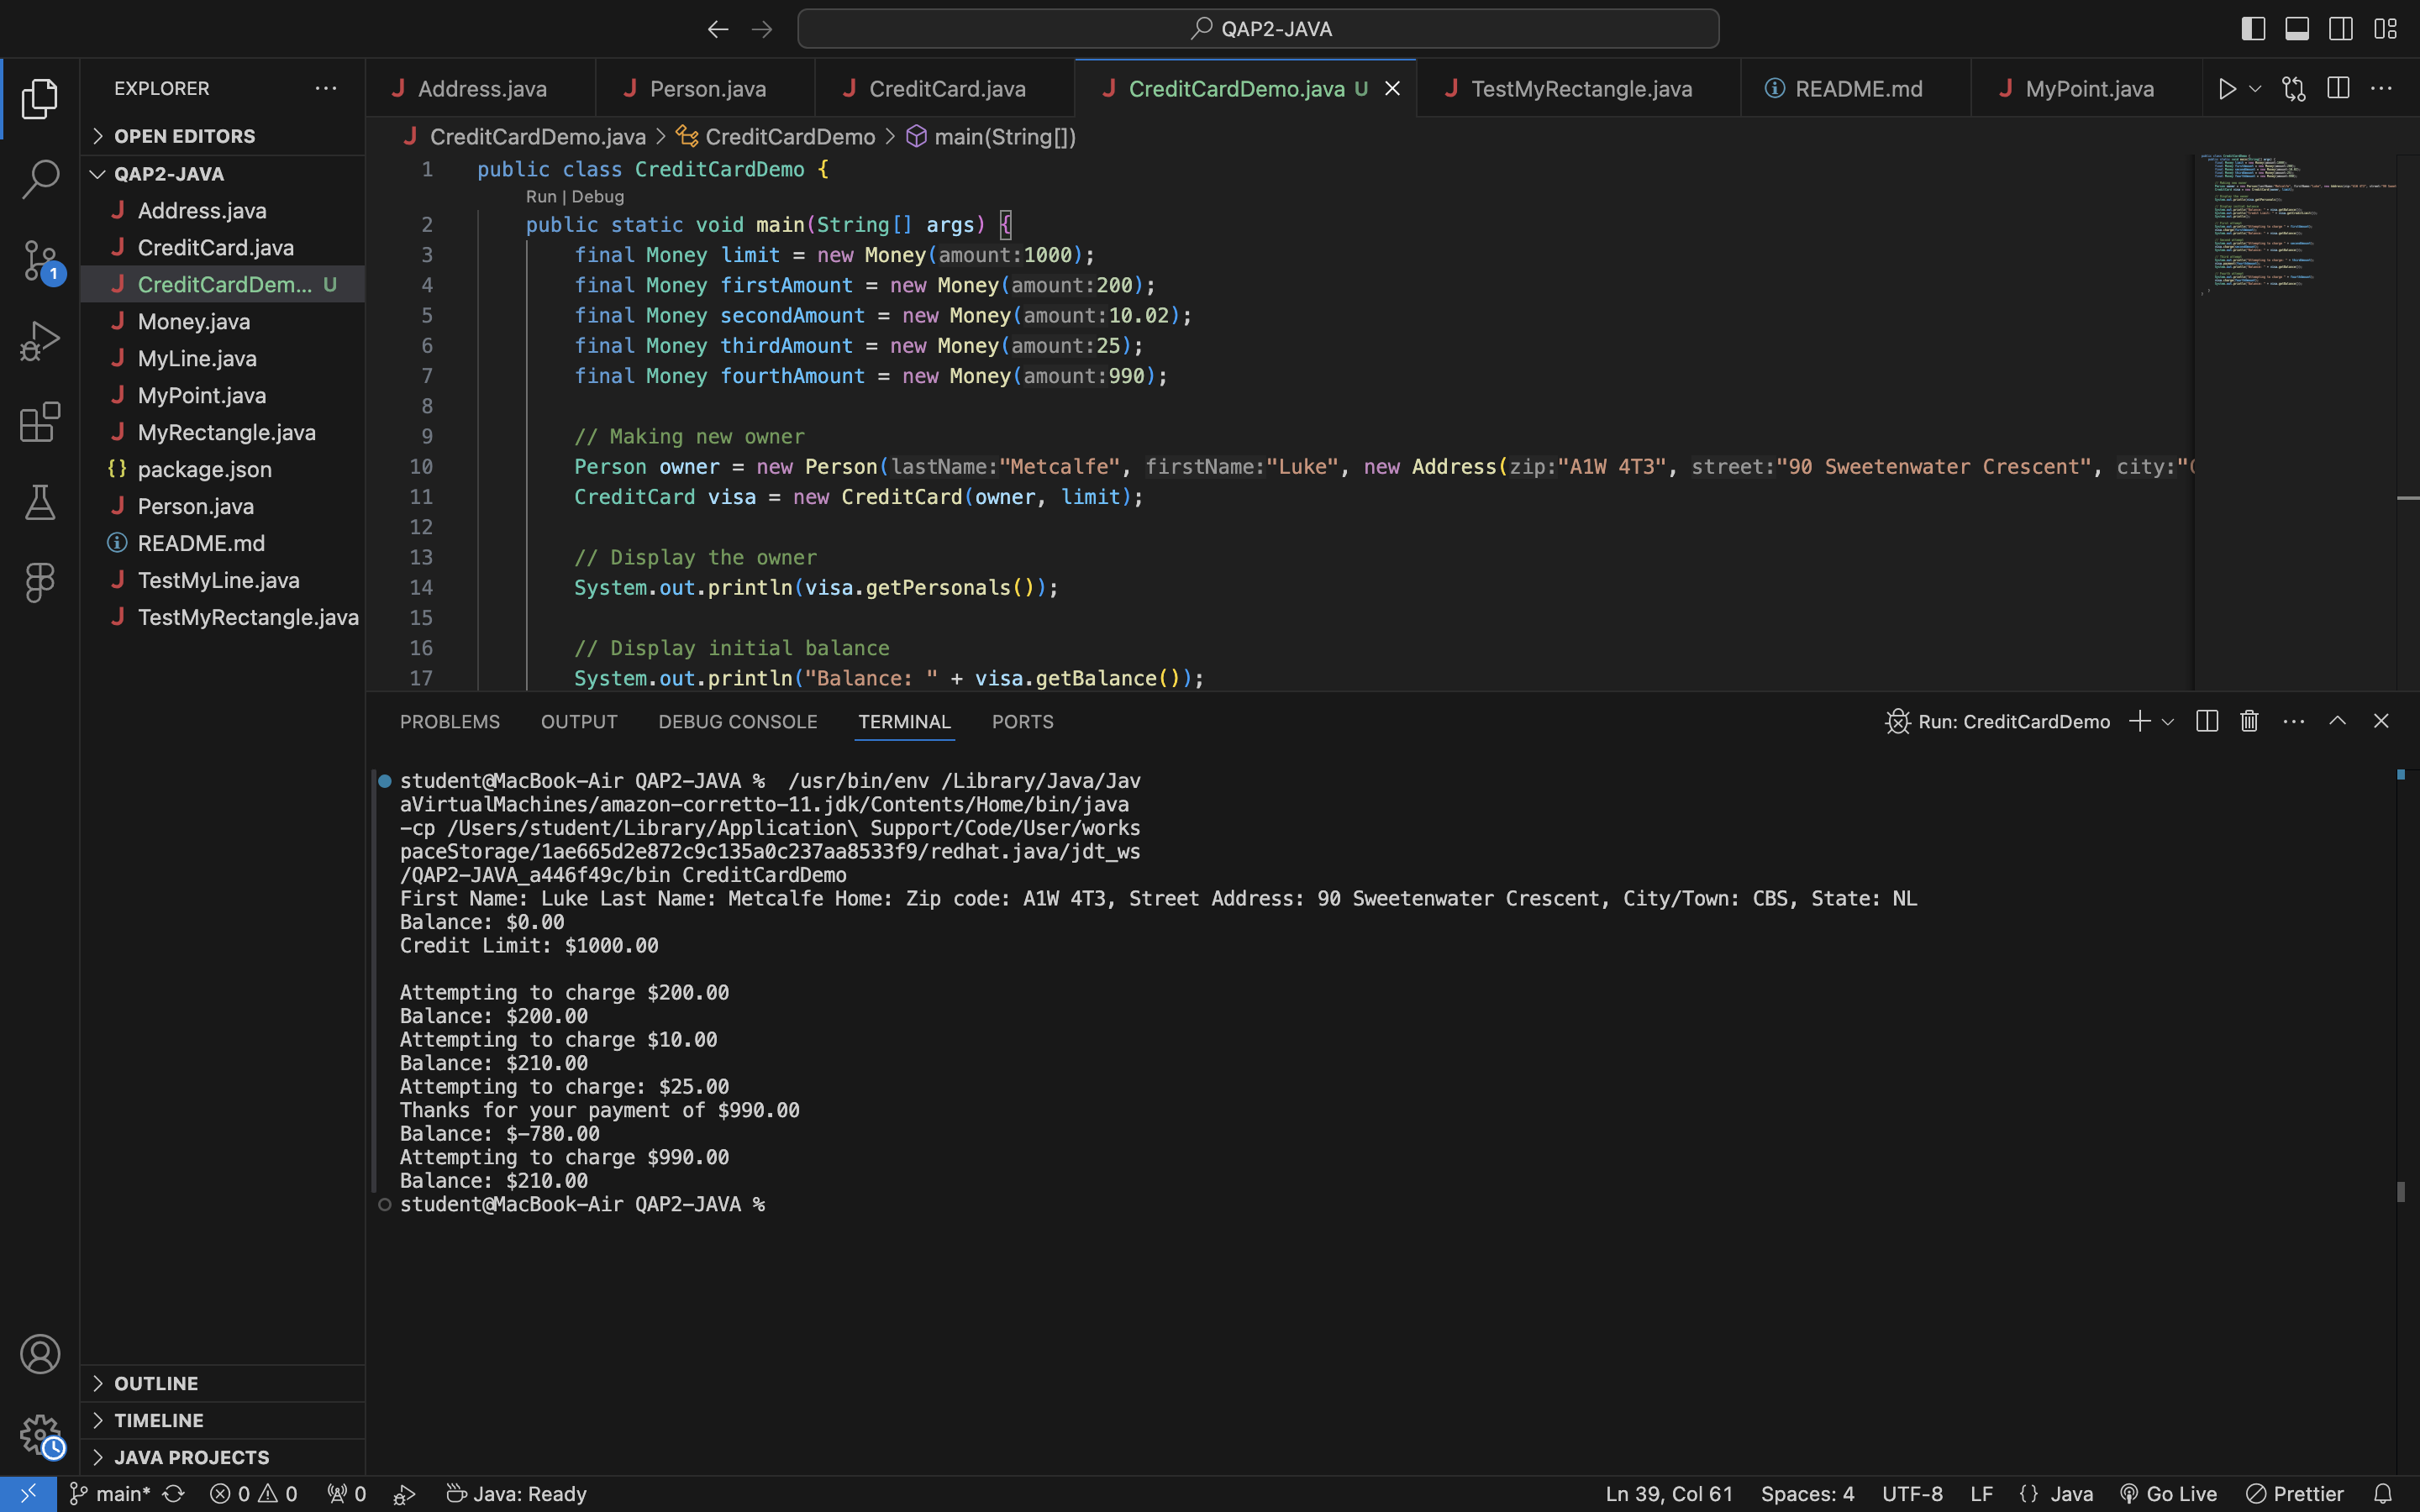 QAP2-JAVA
EXPLORER
OPEN EDITORS
QAP2-JAVA
Address.java
CreditCard.java
CreditCardDem... U
Money.java
MyLine.java
MyPoint.java
MyRectangle.java
{} package.json
Person.java
README.md
TestMyLine.java
TestMyRectangle.java
OUTLINE
TIMELINE
JAVA PROJECTS
1
Address.java Person.java CreditCard.java CreditCardDemo.java U TestMyRectangle.java README.md MyPoint.java
CreditCardDemo.java > CreditCardDemo > main(String[])
1 public class CreditCardDemo {
Run | Debug
2 public static void main(String[] args) {
3 final Money limit = new Money(amount:1000);
4 final Money firstAmount = new Money(amount:200);
5 final Money secondAmount = new Money(amount:10.02);
6 final Money thirdAmount = new Money(amount:25);
7 final Money fourthAmount = new Money(amount:990);
8
9 // Making new owner
10 Person owner = new Person(lastName:"Metcalfe", firstName:"Luke", new Address(zip:"A1W 4T3", street:"90 Sweetenwater Crescent", city:"
11 CreditCard visa = new CreditCard(owner, limit);
12
13 // Display the owner
14 System.out.println(visa.getPersonals());
15
16 // Display initial balance
17 System.out.println("Balance: " + visa.getBalance());
PROBLEMS OUTPUT DEBUG CONSOLE TERMINAL PORTS
Run: CreditCardDemo
student@MacBook-Air QAP2-JAVA % /usr/bin/env /Library/Java/Jav
aVirtualMachines/amazon-corretto-11.jdk/Contents/Home/bin/java
-cp /Users/student/Library/Application\ Support/Code/User/works
paceStorage/1ae665d2e872c9c135a0c237aa8533f9/redhat.java/jdt_ws
/QAP2-JAVA_a446f49c/bin CreditCardDemo
First Name: Luke Last Name: Metcalfe Home: Zip code: A1W 4T3, Street Address: 90 Sweetenwater Crescent, City/Town: CBS, State: NL
Balance: $0.00
Credit Limit: $1000.00
Attempting to charge $200.00
Balance: $200.00
Attempting to charge $10.00
Balance: $210.00
Attempting to charge: $25.00
Thanks for your payment of $990.00
Balance: $-780.00
Attempting to charge $990.00
Balance: $210.00
student@MacBook-Air QAP2-JAVA %
main* 0 0 0 Java: Ready
Ln 39, Col 61 Spaces: 4 UTF-8 LF {} Java Go Live Prettier